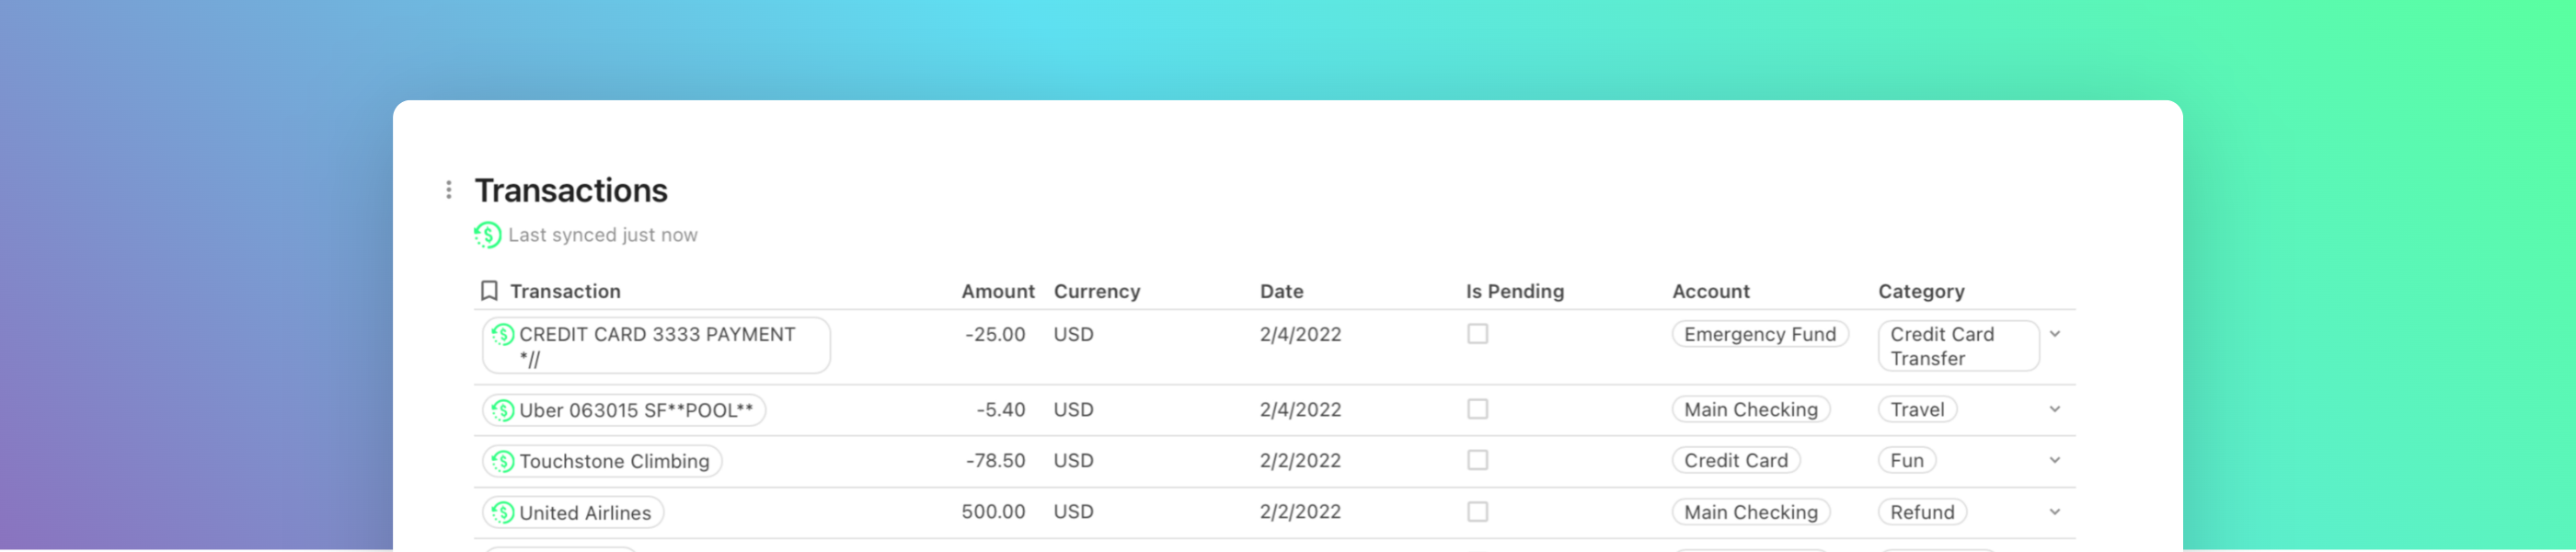 Transactions
Last synced just now
Transaction Amount Currency Date Is Pending Account Category
CREDIT CARD 3333 PAYMENT -25.00 USD 2/4/2022 Emergency Fund Credit Card
*// Transfer
Uber 063015 SF**POOL** -5.40 USD 2/4/2022 Main Checking Travel
Touchstone Climbing -78.50 USD 2/2/2022 Credit Card Fun
United Airlines 500.00 USD 2/2/2022 Main Checking Refund